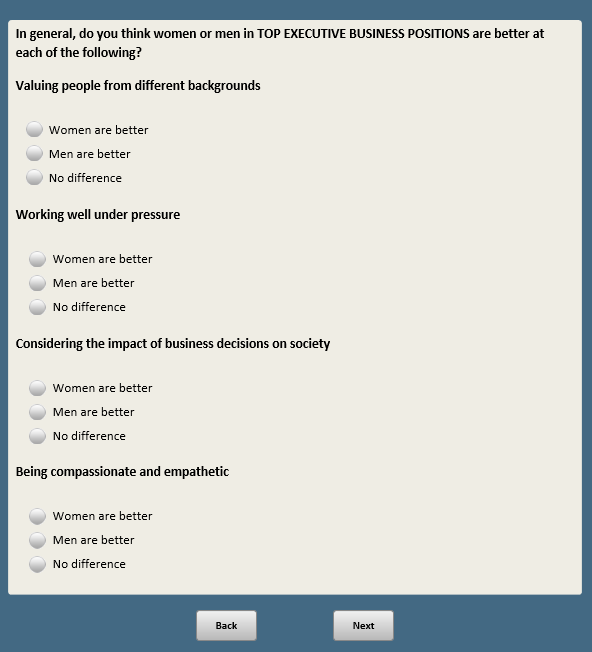 In general, do you think women or men in TOP EXECUTIVE BUSINESS POSITIONS are better at
each of the following?
Valuing people from different backgrounds
Women are better
Men are better
No difference
Working well under pressure
Women are better
Men are better
No difference
Considering the impact of business decisions on society
Women are better
Men are better
No difference
Being compassionate and empathetic
Women are better
Men are better
No difference
Back
Next